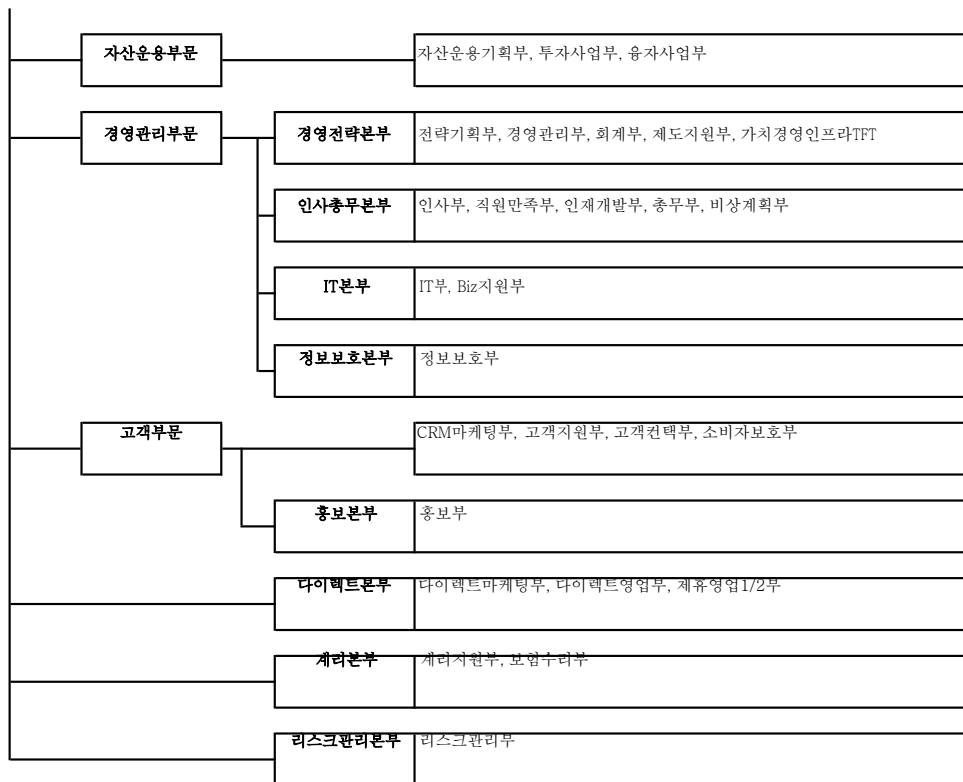 자산운용부문 자산운용기획부, 투자사업부, 융자사업부
경영관리부문 경영전략본부 전략기획부, 경영관리부, 회계부, 제도지원부, 가치경영인프라TFT
인사총무본부 인사부, 직원만족부, 인재개발부, 총무부, 비상계획부
IT본부 IT부, Biz지원부
정보보호본부 정보보호부
고객부문 CRM마케팅부, 고객지원부, 고객컨택부, 소비자보호부
홍보본부 홍보부
다이렉트본부 다이렉트마케팅부, 다이렉트영업부, 제휴영업1/2부
계리본부 계리지원부, 보험수리부
리스크관리본부 리스크관리부